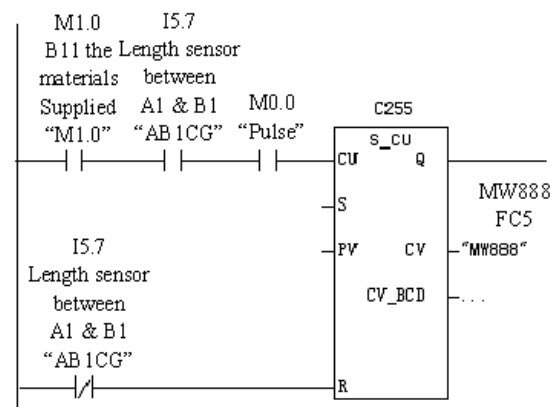 M1.0 I5.7
B11 the Length sensor
materials between
Supplied A1 & B1 M0.0
“M1.0” “AB1CG” “Pulse”
C255
S_CU
CU Q
S
MW888
FC5
PV CV "MW888"
CV_BCD ...
I5.7
Length sensor
between
A1 & B1
“AB1CG”
R